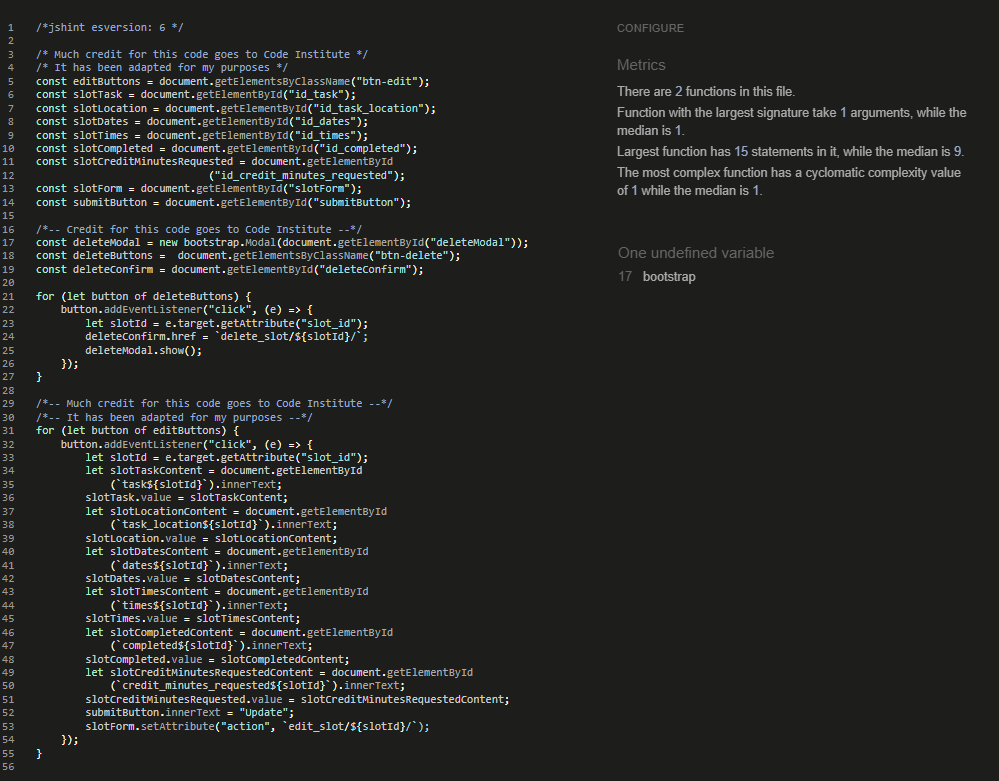 1 /*jshint esversion: 6 */
2
3 /* Much credit for this code goes to Code Institute */
4 /* It has been adapted for my purposes */
5 const editButtons = document.getElementsByClassName("btn-edit");
6 const slotTask = document.getElementById("id_task");
7 const slotLocation = document.getElementById("id_task_location");
8 const slotDates = document.getElementById("id_dates");
9 const slotTimes = document.getElementById("id_times");
10 const slotCompleted = document.getElementById("id_completed");
11 const slotCreditMinutesRequested = document.getElementById
12 ("id_credit_minutes_requested");
13 const slotForm = document.getElementById("slotForm");
14 const submitButton = document.getElementById("submitButton");
15
16 /*-- Credit for this code goes to Code Institute --*/
17 const deleteModal = new bootstrap.Modal(document.getElementById("deleteModal"));
18 const deleteButtons =  document.getElementsByClassName("btn-delete");
19 const deleteConfirm = document.getElementById("deleteConfirm");
20
21 for (let button of deleteButtons) {
22 button.addEventListener("click", (e) => {
23 let slotId = e.target.getAttribute("slot_id");
24 deleteConfirm.href = `delete_slot/${slotId}/`;
25 deleteModal.show();
26 });
27 }
28
29 /*-- Much credit for this code goes to Code Institute --*/
30 /*-- It has been adapted for my purposes --*/
31 for (let button of editButtons) {
32 button.addEventListener("click", (e) => {
33 let slotId = e.target.getAttribute("slot_id");
34 let slotTaskContent = document.getElementById
35 (`task${slotId}`).innerText;
36 slotTask.value = slotTaskContent;
37 let slotLocationContent = document.getElementById
38 (`task_location${slotId}`).innerText;
39 slotLocation.value = slotLocationContent;
40 let slotDatesContent = document.getElementById
41 (`dates${slotId}`).innerText;
42 slotDates.value = slotDatesContent;
43 let slotTimesContent = document.getElementById
44 (`times${slotId}`).innerText;
45 slotTimes.value = slotTimesContent;
46 let slotCompletedContent = document.getElementById
47 (`completed${slotId}`).innerText;
48 slotCompleted.value = slotCompletedContent;
49 let slotCreditMinutesRequestedContent = document.getElementById
50 (`credit_minutes_requested${slotId}`).innerText;
51 slotCreditMinutesRequested.value = slotCreditMinutesRequestedContent;
52 submitButton.innerText = "Update";
53 slotForm.setAttribute("action", `edit_slot/${slotId}/`);
54 });
55 }
56
CONFIGURE
Metrics
There are 2 functions in this file.
Function with the largest signature take 1 arguments, while the
median is 1.
Largest function has 15 statements in it, while the median is 9.
The most complex function has a cyclomatic complexity value
of 1 while the median is 1.
One undefined variable
17 bootstrap